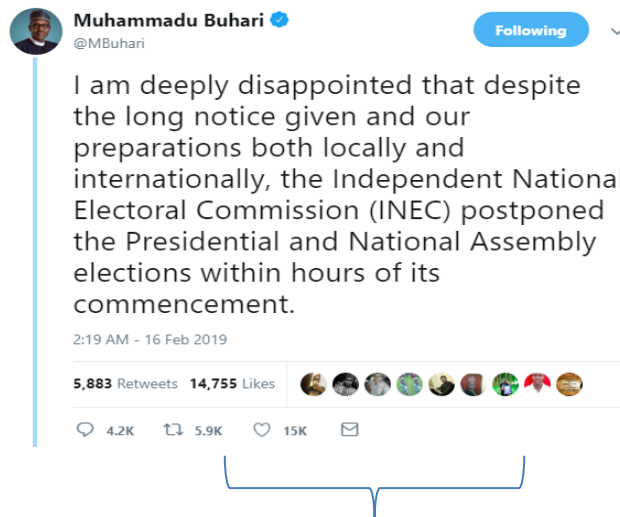 Muhammadu Buhari
@MBuhari
Following
I am deeply disappointed that despite
the long notice given and our
preparations both locally and
internationally, the Independent National
Electoral Commission (INEC) postponed
the Presidential and National Assembly
elections within hours of its
commencement.
2:19 AM - 16 Feb 2019
5,883 Retweets 14,755 Likes
4.2K 5.9K 15K